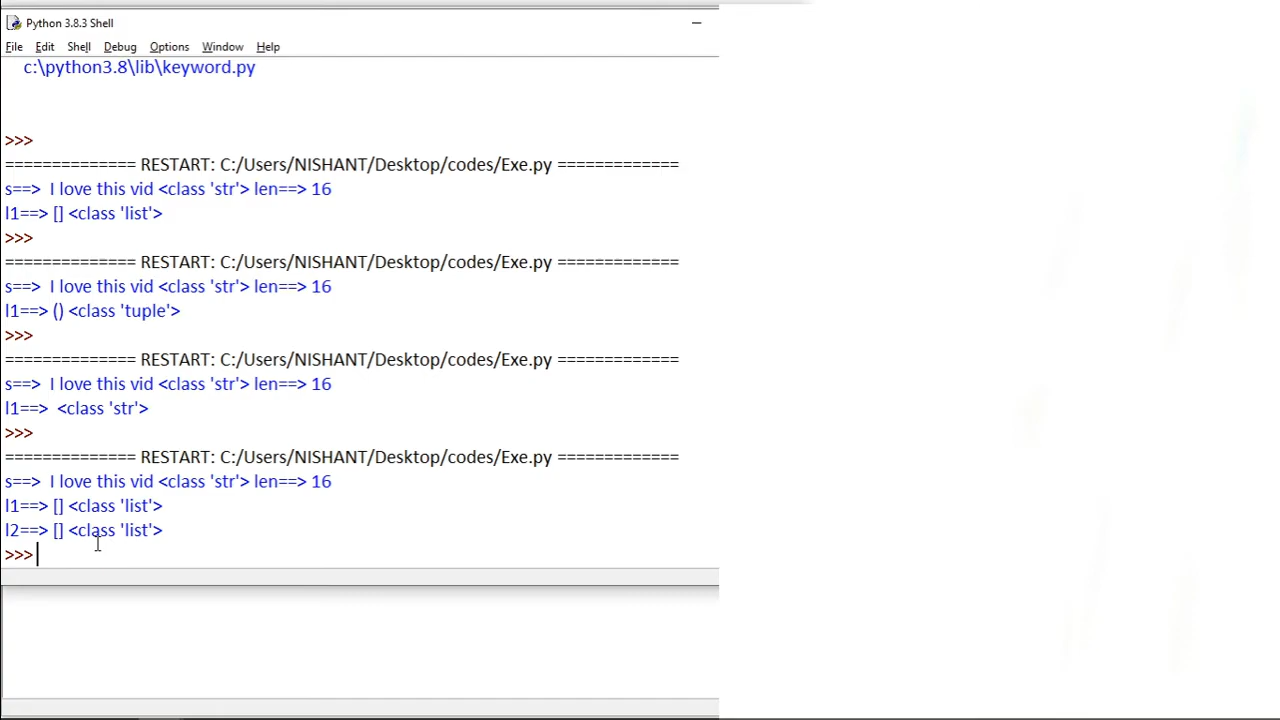 Python 3.8.3 Shell
File Edit Shell Debug Options Window Help
c:\python3.8\lib\keyword.py
>>>
============== RESTART: C:/Users/NISHANT/Desktop/codes/Exe.py =============
s==>  I love this vid <class 'str'> len==> 16
l1==> [] <class 'list'>
>>>
============== RESTART: C:/Users/NISHANT/Desktop/codes/Exe.py =============
s==>  I love this vid <class 'str'> len==> 16
l1==> () <class 'tuple'>
>>>
============== RESTART: C:/Users/NISHANT/Desktop/codes/Exe.py =============
s==>  I love this vid <class 'str'> len==> 16
l1==>  <class 'str'>
>>>
============== RESTART: C:/Users/NISHANT/Desktop/codes/Exe.py =============
s==>  I love this vid <class 'str'> len==> 16
l1==> [] <class 'list'>
l2==> [] <class 'list'>
>>>